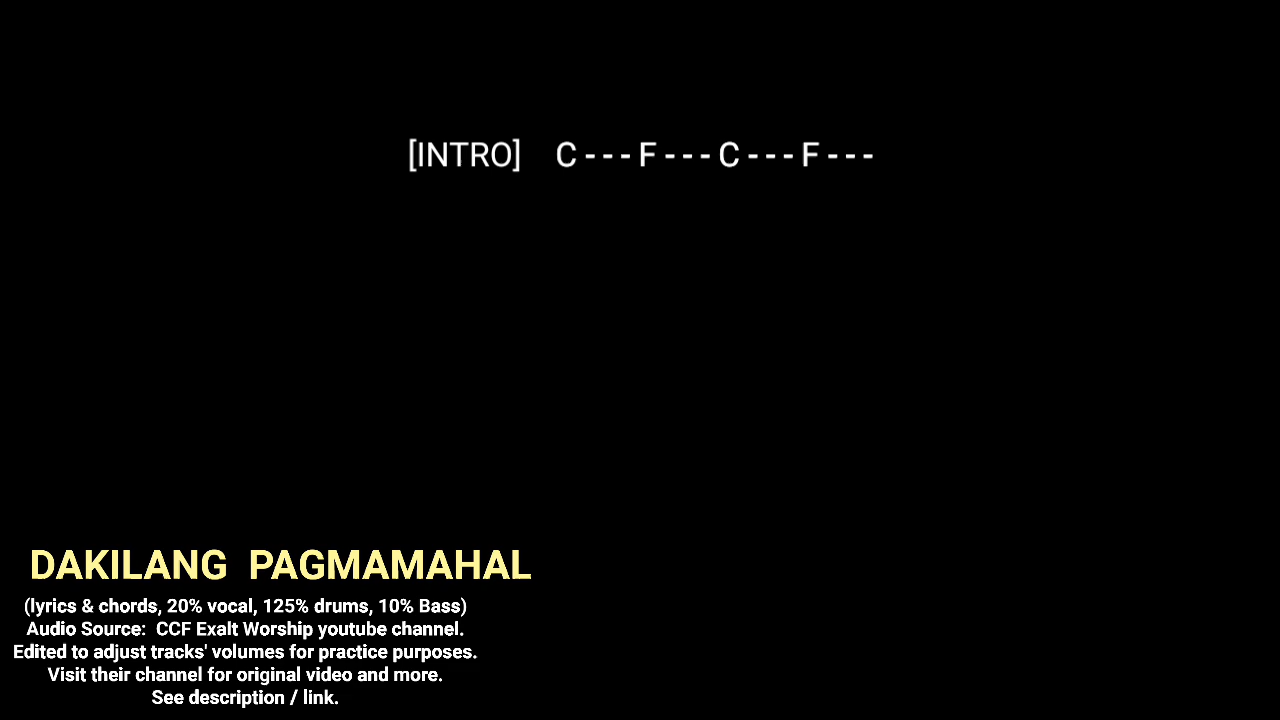 [INTRO] C - - - F - - - C - - - F - - -
DAKILANG PAGMAMAHAL
(lyrics & chords, 20% vocal, 125% drums, 10% Bass)
Audio Source: CCF Exalt Worship youtube channel.
Edited to adjust tracks' volumes for practice purposes.
Visit their channel for original video and more.
See description / link.